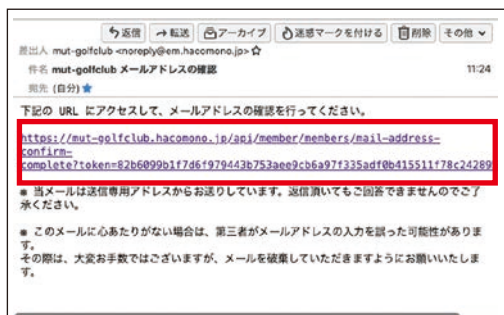 返信 転送 アーカイブ 迷惑マークを付ける 削除 その他
差出人 mut-golfclub <noreply@em.hacomono.jp>
件名 mut-golfclub メールアドレスの確認 11:24
宛先 (自分)
下記の URL にアクセスして、メールアドレスの確認を行ってください。
https://mut-golfclub.hacomono.jp/api/member/members/mail-address-
confirm-
complete?token=82b6099b1f7d6f979443b753aee9cb6a97f335adf0b415511f78c24289
※ 当メールは送信専用アドレスからお送りしています。返信頂いてもご回答できませんのでご了
承ください。
※ このメールに心あたりがない場合は、第三者がメールアドレスの入力を誤った可能性がありま
す。
その際は、大変お手数ではございますが、メールを破棄していただきますようにお願いいたしま
す。